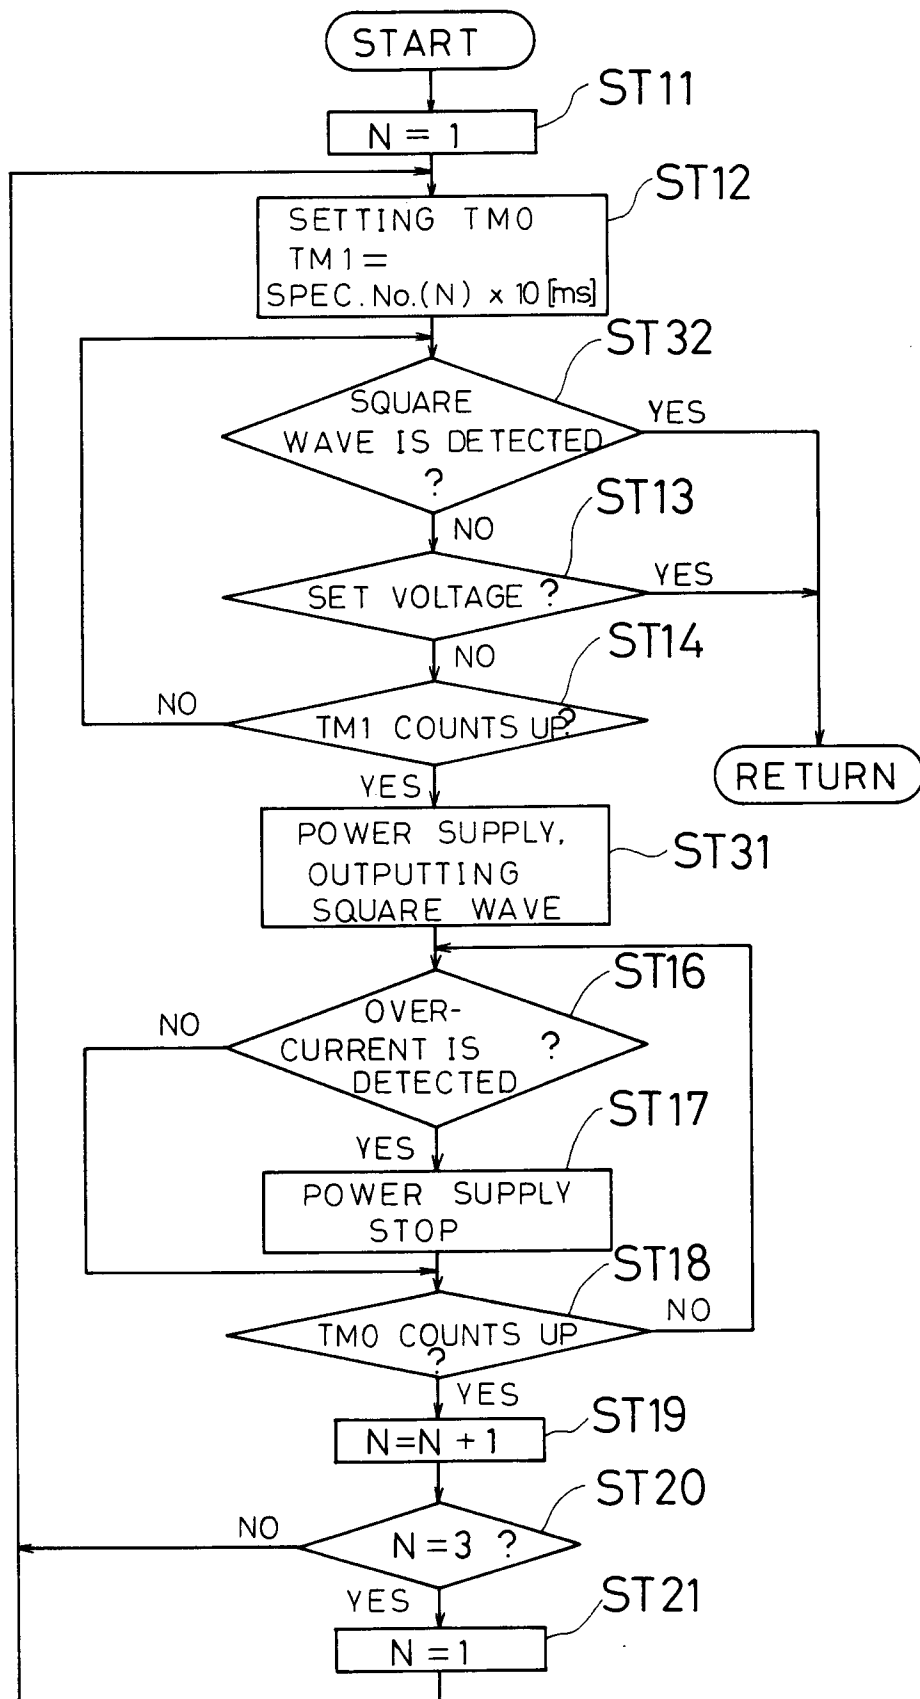 START
ST11
N = 1
ST12
SETTING TM0
TM1=
SPEC.No.(N) x 10 [ms]
ST32
SQUARE
WAVE IS DETECTED
?
YES
NO
ST13
SET VOLTAGE ?
YES
NO
ST14
NO
TM1 COUNTS UP?
YES
RETURN
POWER SUPPLY,
OUTPUTTING
SQUARE WAVE
ST31
ST16
NO
OVER-
CURRENT IS ?
DETECTED
YES
ST17
POWER SUPPLY
STOP
ST18
TM0 COUNTS UP
?
NO
YES
ST19
N=N+1
ST20
NO
N=3 ?
YES
ST21
N=1